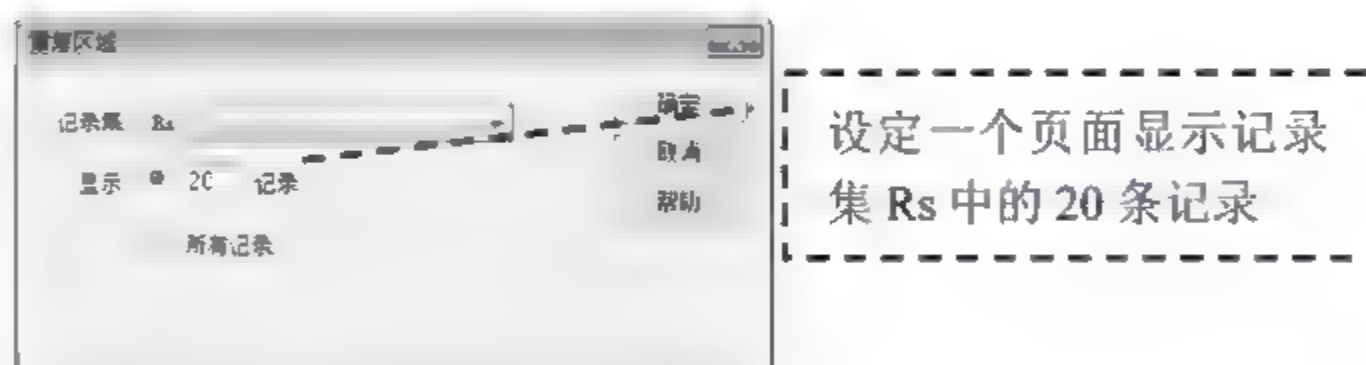 重复区域
记录集 Rs
显示 20 记录
所有记录
确定
取消
帮助
设定一个页面显示记录
集 Rs 中的 20 条记录